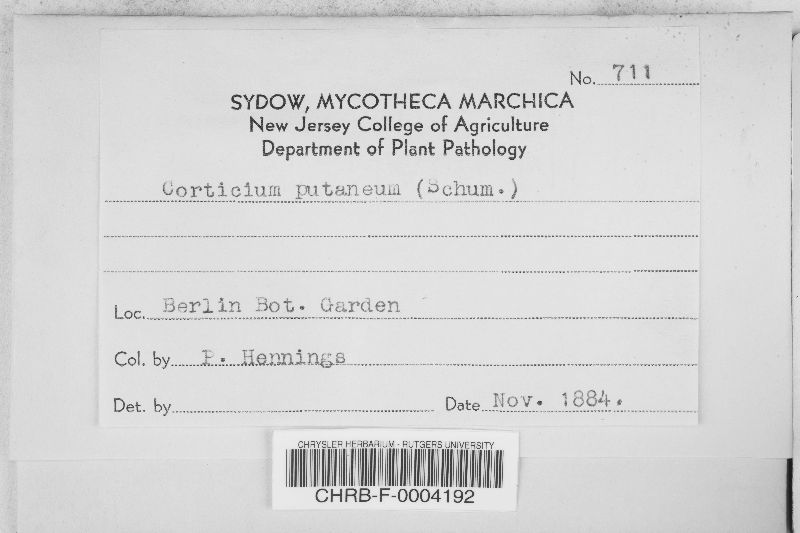 No. 711
SYDOW, MYCOTHECA MARCHICA
New Jersey College of Agriculture
Department of Plant Pathology
Corticium putaneum (Schum.)
Loc. Berlin Bot. Garden
Col. by P. Hennings
Det. by
Date Nov. 1884.
CHRYSLER HERBARIUM - RUTGERS UNIVERSITY
CHRB-F-0004192